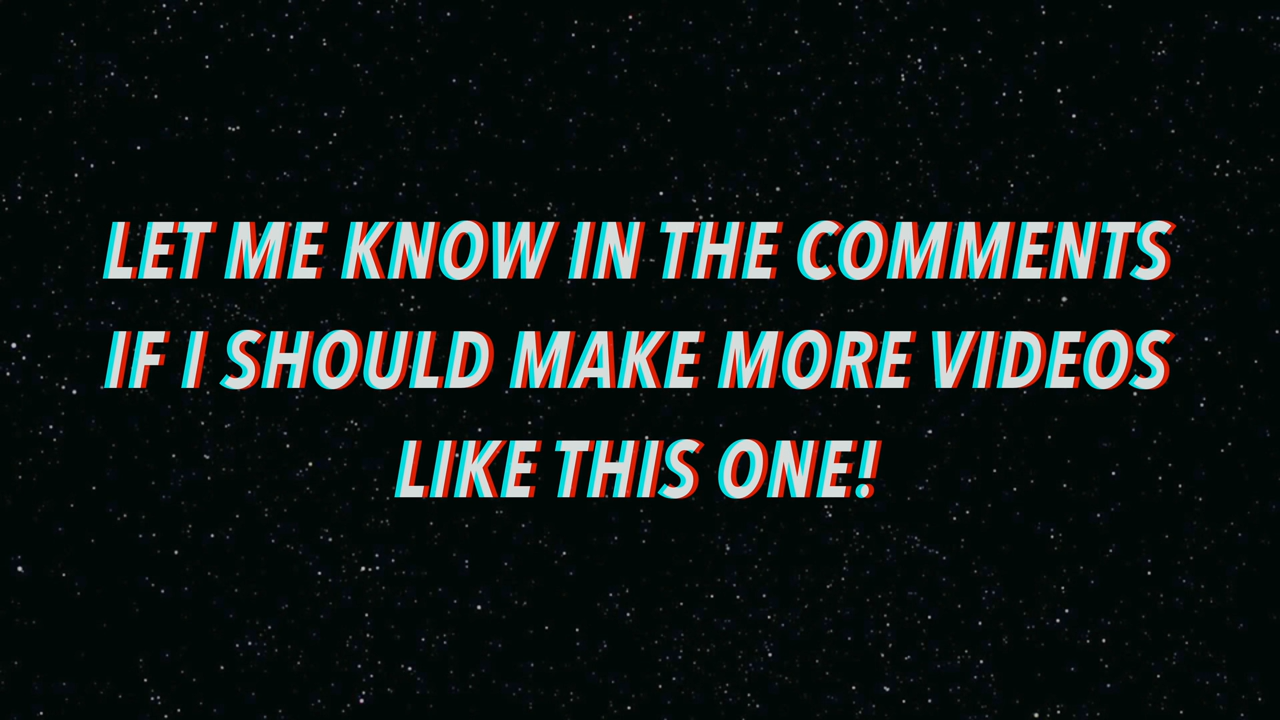 LET ME KNOW IN THE COMMENTS
IF I SHOULD MAKE MORE VIDEOS
LIKE THIS ONE!